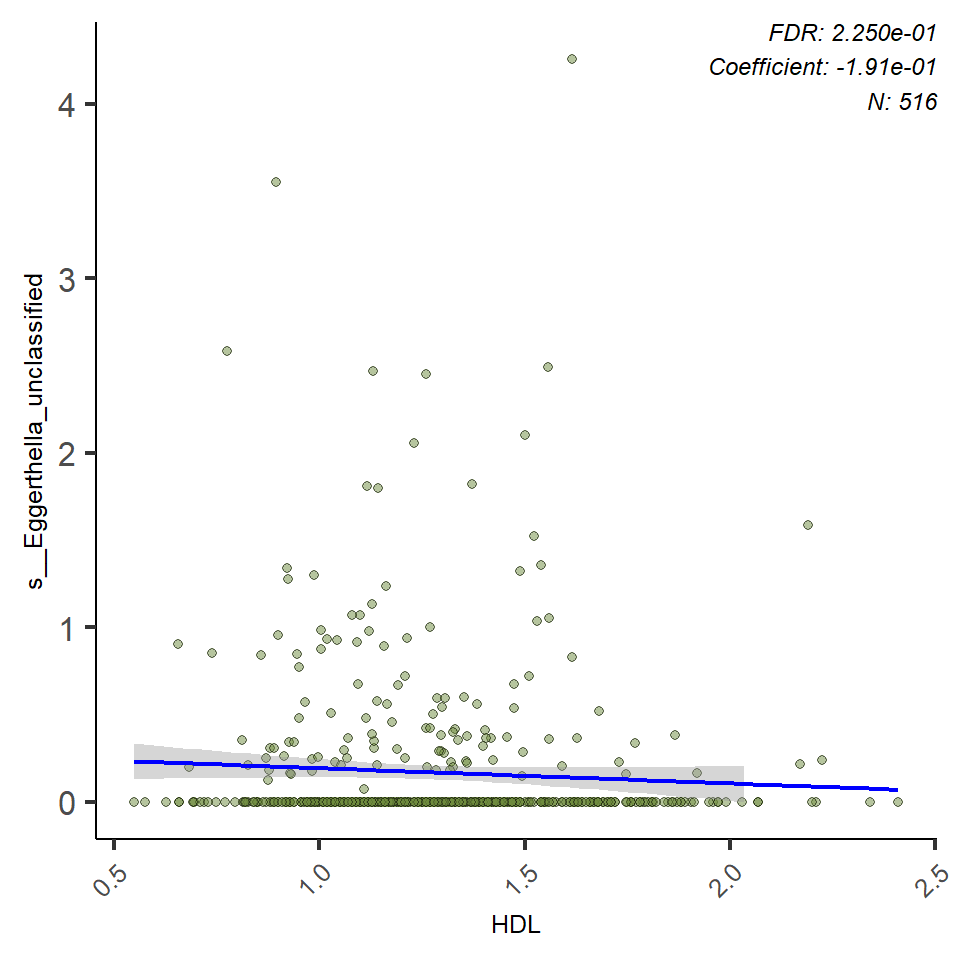 FDR: 2.250e-01
Coefficient: -1.91e-01
N: 516
4
3
2
1
0
s__Eggerthella_unclassified
0.5
1.0
1.5
2.0
2.5
HDL